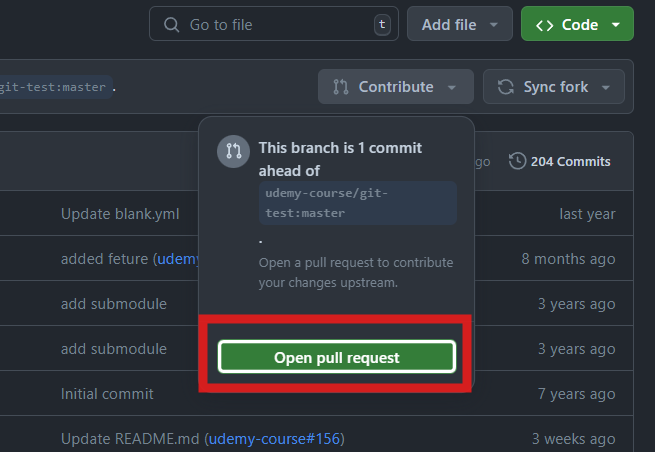 Go to file
t
Add file
Code
git-test:master .
Contribute
Sync fork
This branch is 1 commit
ahead of
udemy-course/git-
test:master
.
Open a pull request to contribute
your changes upstream.
Open pull request
go
204 Commits
Update blank.yml
last year
added feture (udemy
8 months ago
add submodule
3 years ago
add submodule
3 years ago
Initial commit
7 years ago
Update README.md (udemy-course#156)
3 weeks ago